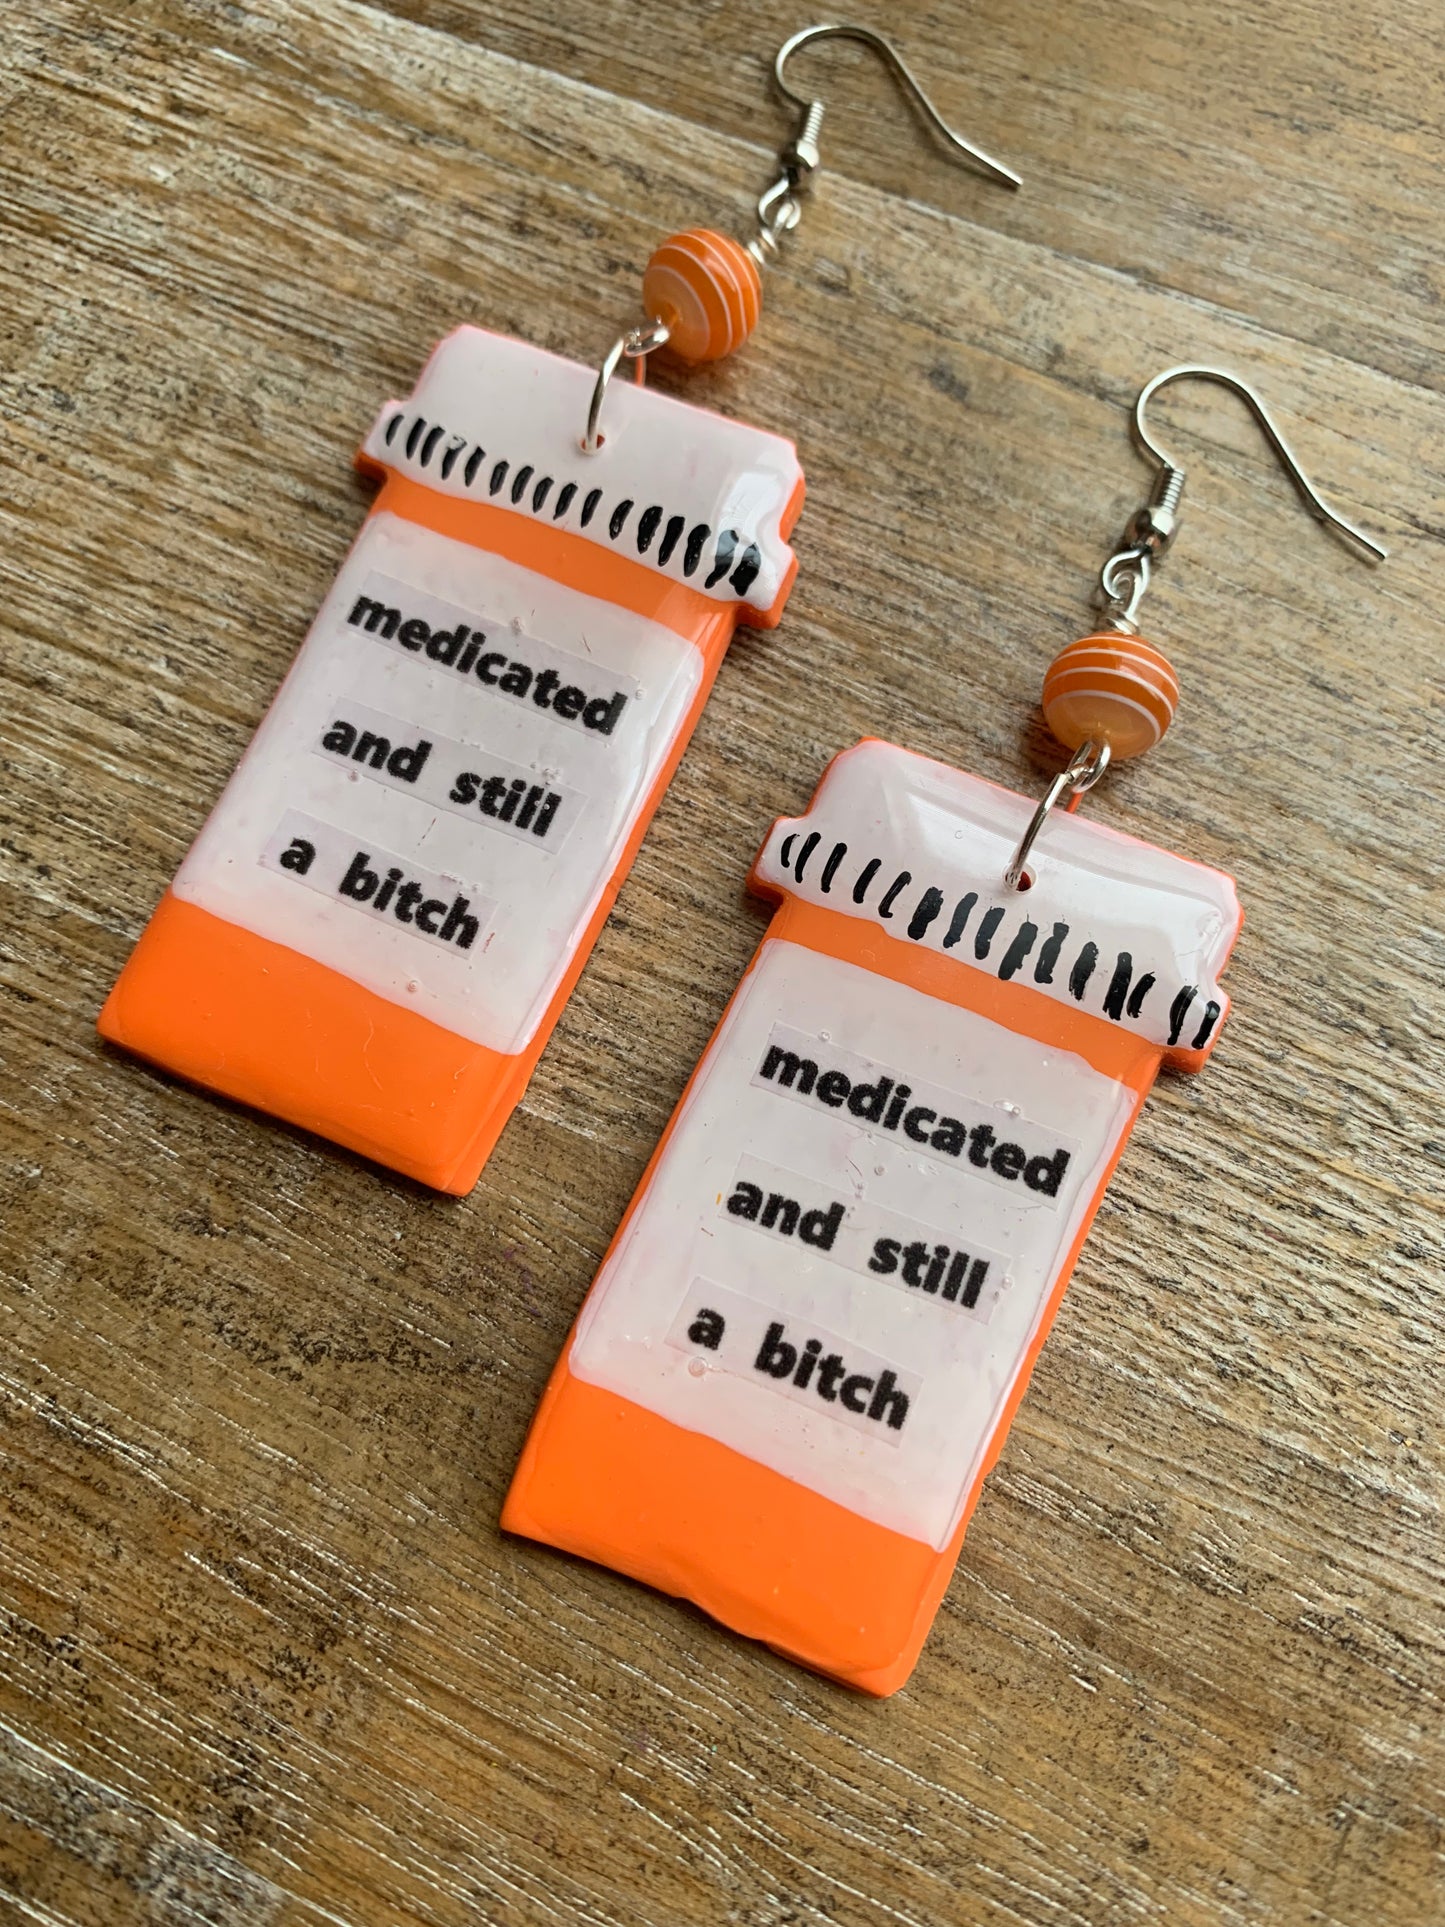 medicated
and still
a bitch
medicated
and still
a bitch